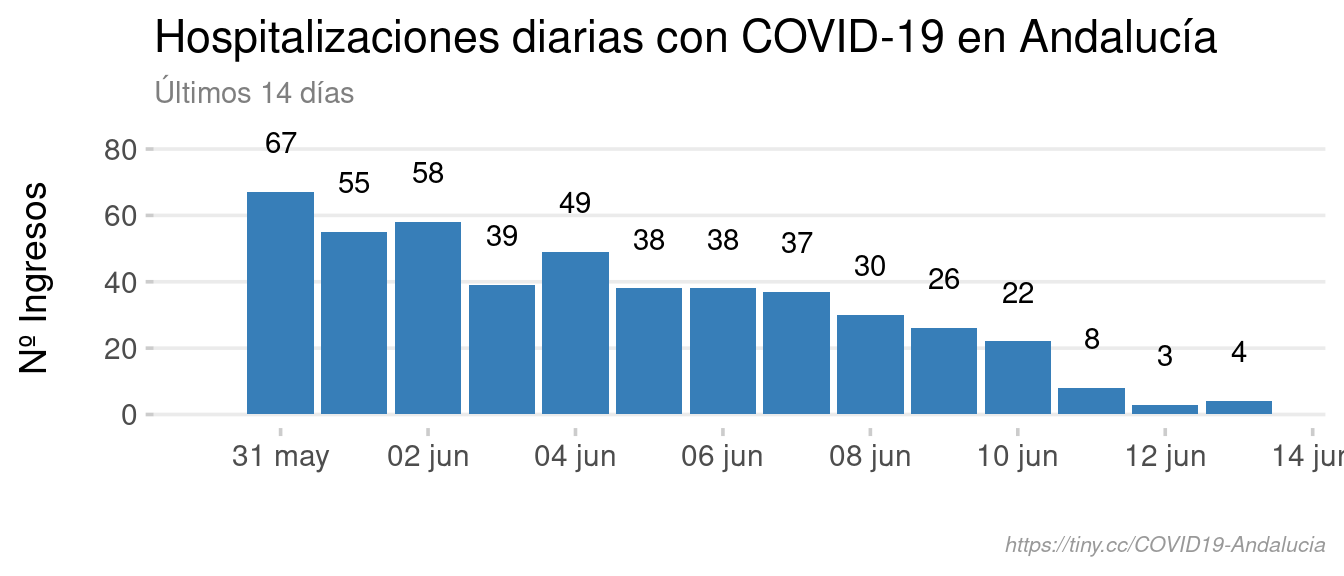 Hospitalizaciones diarias con COVID-19 en Andalucía
Últimos 14 días
Nº Ingresos
80
60
40
20
0
67
55
58
39
49
38
38
37
30
26
22
8
3
4
31 may
02 jun
04 jun
06 jun
08 jun
10 jun
12 jun
14 jun
https://tiny.cc/COVID19-Andalucia